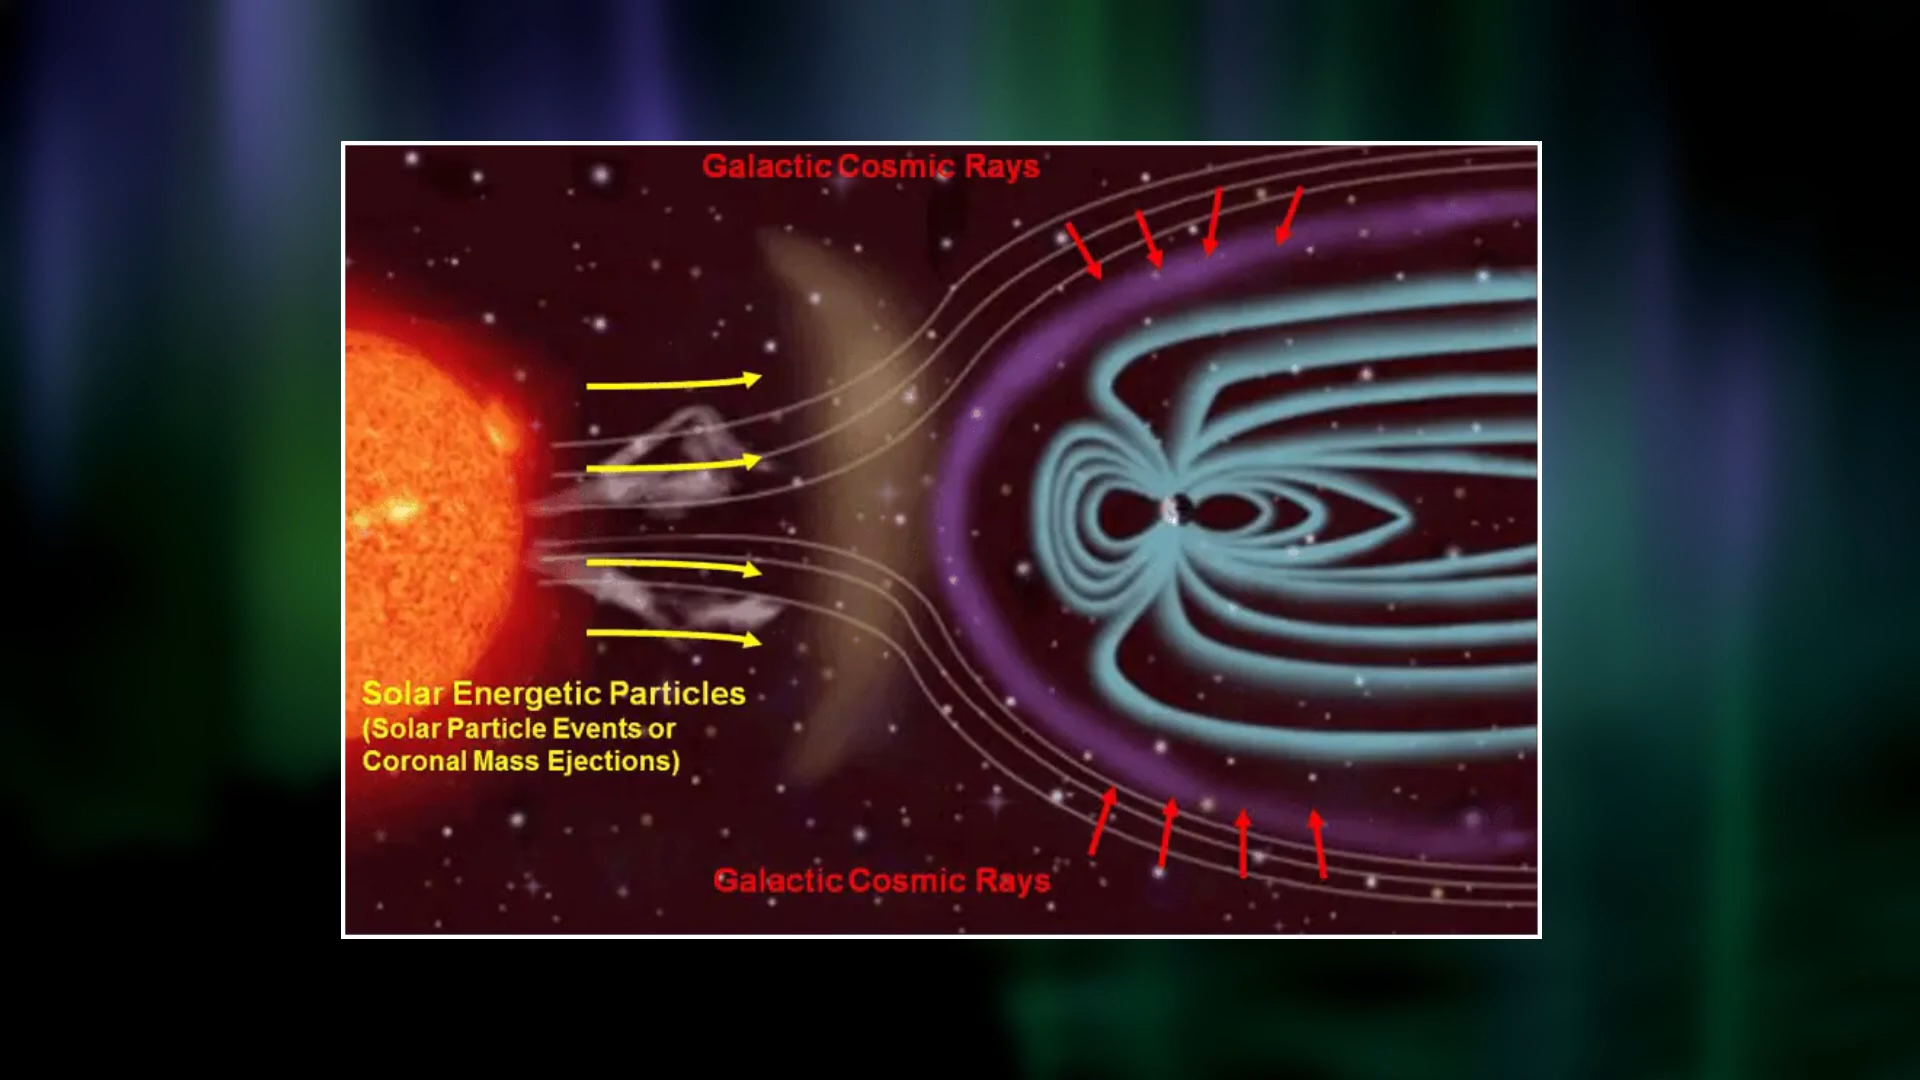 Galactic Cosmic Rays
Solar Energetic Particles
(Solar Particle Events or
Coronal Mass Ejections)
Galactic Cosmic Rays